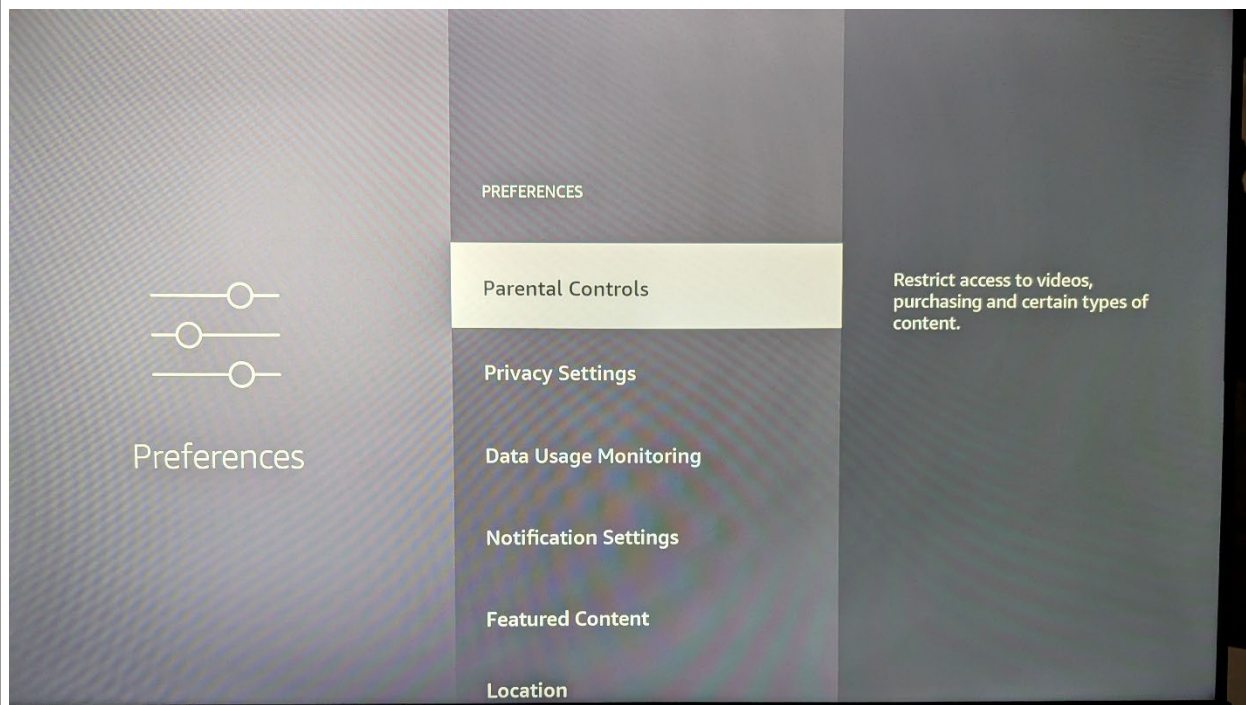 Preferences
PREFERENCES
Parental Controls
Privacy Settings
Data Usage Monitoring
Notification Settings
Featured Content
Location
Restrict access to videos,
purchasing and certain types of
content.